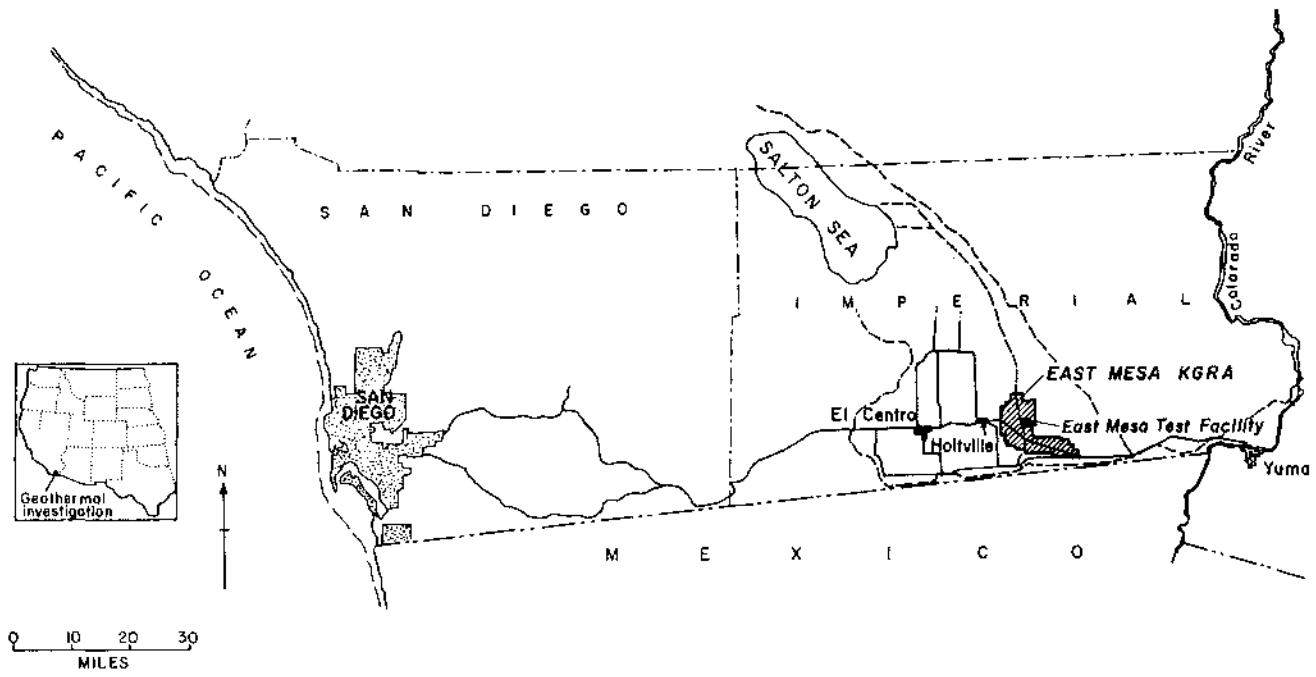 PACIFIC OCEAN
SAN DIEGO
SALTON SEA
River
Colorado
IMPERIAL
SAN
DIEGO
EAST MESA KGRA
El Centro
East Mesa Test Facility
Holtville
Yuma
Geothermal
investigation
N
MEXICO
0 10 20 30
MILES